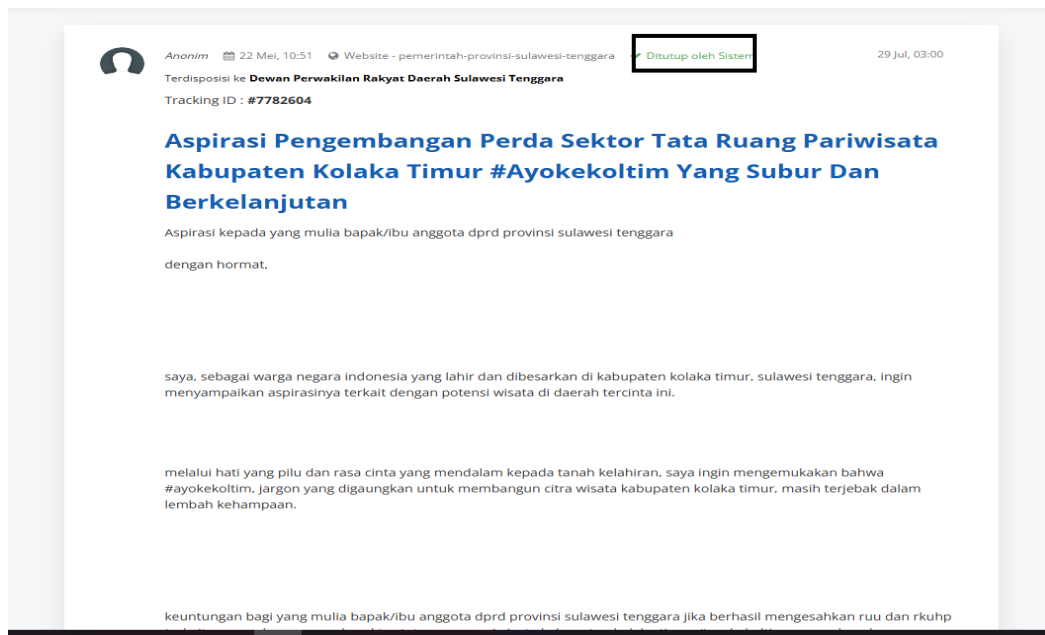 Anonim 22 Mei, 10:51 Website - pemerintah-provinsi-sulawesi-tenggara Ditutup oleh Sistem 29 Jul, 03:00
Terdisposisi ke Dewan Perwakilan Rakyat Daerah Sulawesi Tenggara
Tracking ID : #7782604
Aspirasi Pengembangan Perda Sektor Tata Ruang Pariwisata
Kabupaten Kolaka Timur #Ayokekoltim Yang Subur Dan
Berkelanjutan
Aspirasi kepada yang mulia bapak/ibu anggota dprd provinsi sulawesi tenggara
dengan hormat,
saya, sebagai warga negara indonesia yang lahir dan dibesarkan di kabupaten kolaka timur, sulawesi tenggara, ingin
menyampaikan aspirasinya terkait dengan potensi wisata di daerah tercinta ini.
melalui hati yang pilu dan rasa cinta yang mendalam kepada tanah kelahiran, saya ingin mengemukakan bahwa
#ayokekoltim, jargon yang digaungkan untuk membangun citra wisata kabupaten kolaka timur, masih terjebak dalam
lembah kehampaan.
keuntungan bagi yang mulia bapak/ibu anggota dprd provinsi sulawesi tenggara jika berhasil mengesahkan ruu dan rkuhp